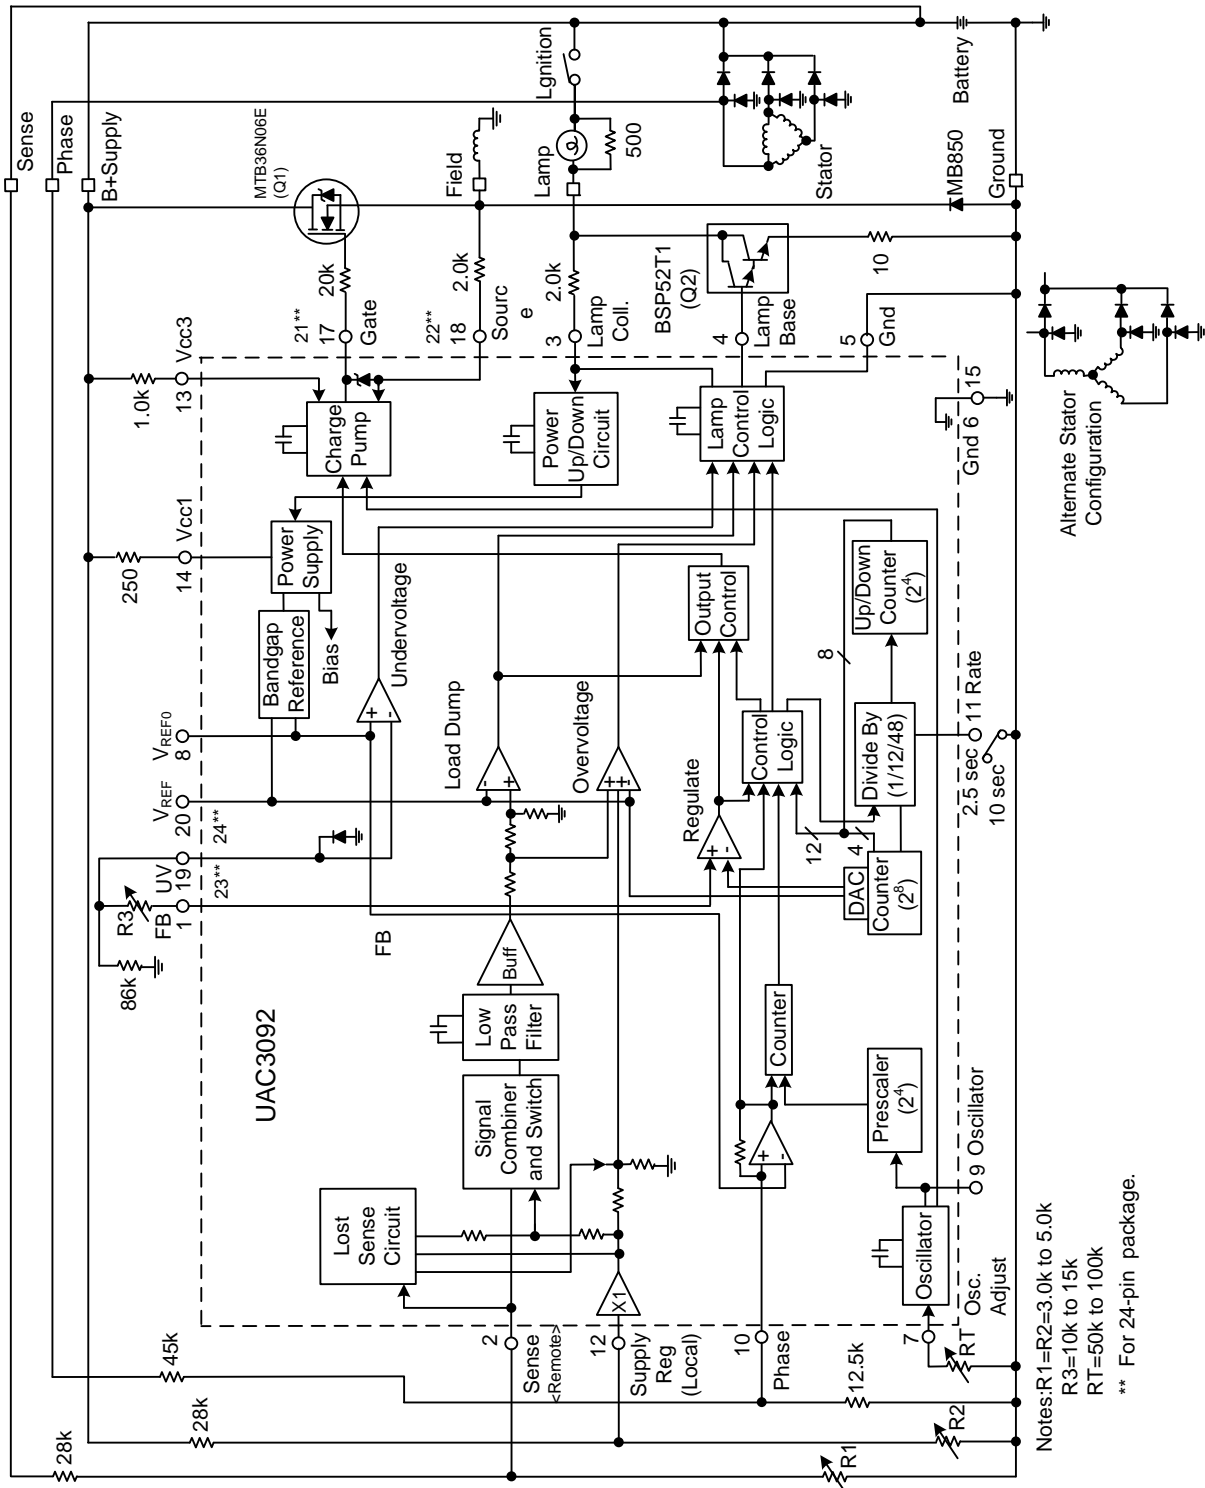 Sense
Phase
B+Supply
MTB36N06E
(Q1)
Field
Lamp
Lgnition
500
Stator
Battery
MB850
Ground
20k
2.0k
2.0k
BSP52T1
(Q2)
10
21**
17
Gate
22**
18
Sourc
e
3
Lamp
Coll.
4
Lamp
Base
5
Gnd
1.0k
13
Vcc3
250
14
Vcc1
VREF0
8
VREF
20
24**
UV
19
23**
R3
FB
1
86k
Charge
Pump
Power
Up/Down
Circuit
Lamp
Control
Logic
Gnd 6
15
Alternate Stator
Configuration
Power
Supply
Bandgap
Reference
Bias
Undervoltage
+
-
Load Dump
-
+
Overvoltage
++-
Output
Control
Up/Down
Counter
(2⁴)
8
Regulate
+
-
Control
Logic
Divide By
(1/12/48)
11 Rate
2.5 sec
10 sec
12
4
DAC
Counter
(2⁸)
FB
Buff
Low
Pass
Filter
Signal
Combiner
and Switch
Counter
+
-
Prescaler
(2⁴)
9 Oscillator
UAC3092
Lost
Sense
Circuit
X1
Oscillator
Osc.
Adjust
2
Sense
<Remote>
12
Supply
Reg
(Local)
10
Phase
7
RT
45k
12.5k
28k
R2
28k
R1
Notes:R1=R2=3.0k to 5.0k
R3=10k to 15k
RT=50k to 100k
** For 24-pin package.